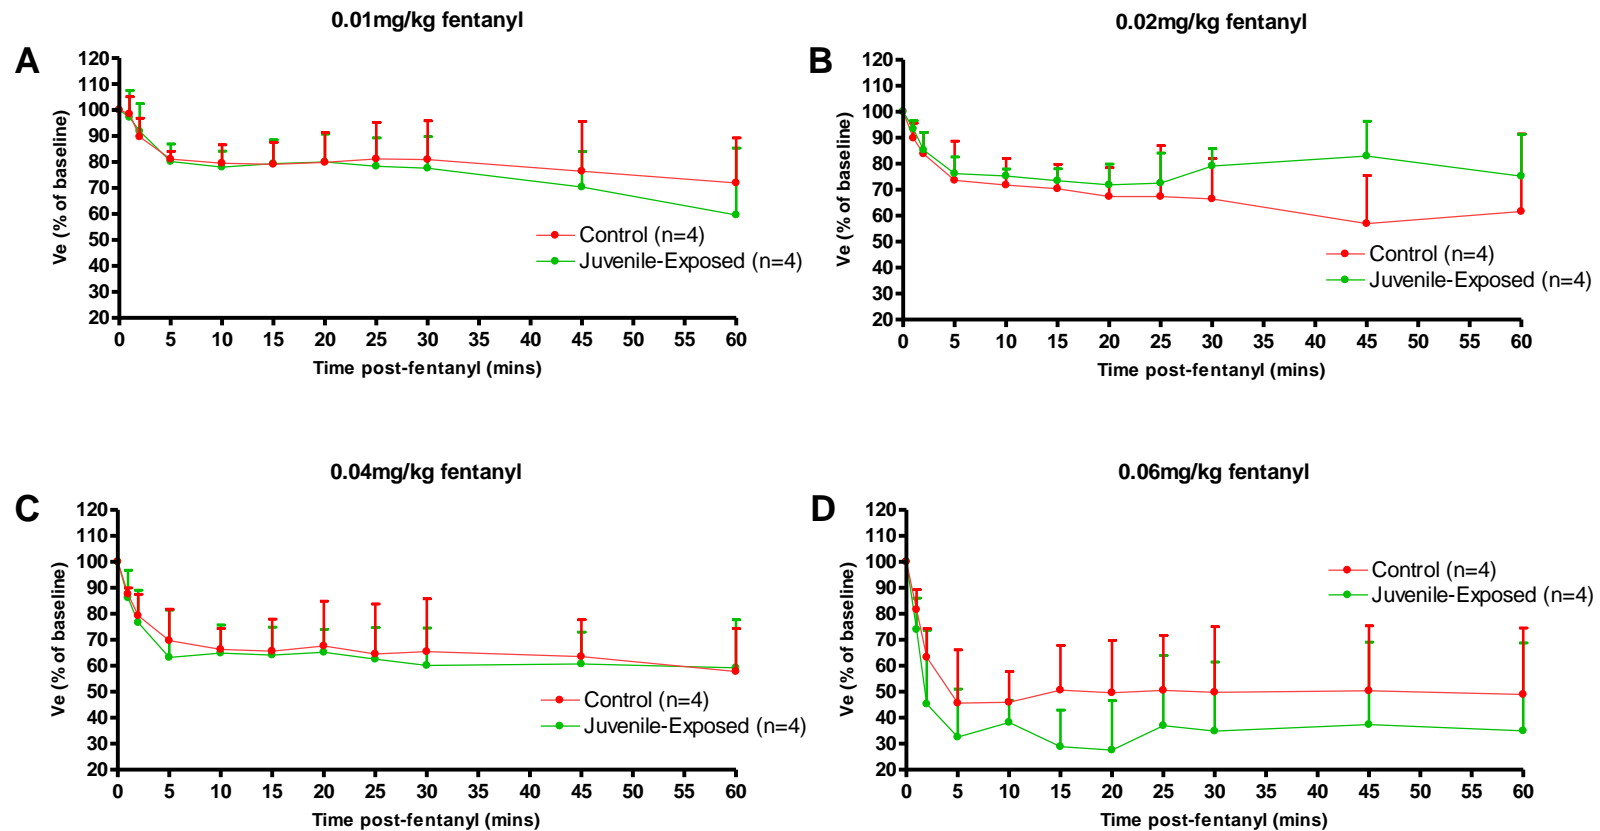 0.01mg/kg fentanyl
A
120
110
100
90
80
70
60
50
40
30
20
Ve (% of baseline)
Control (n=4)
Juvenile-Exposed (n=4)
0 5 10 15 20 25 30 35 40 45 50 55 60
Time post-fentanyl (mins)
0.02mg/kg fentanyl
B
120
110
100
90
80
70
60
50
40
30
20
Ve (% of baseline)
Control (n=4)
Juvenile-Exposed (n=4)
0 5 10 15 20 25 30 35 40 45 50 55 60
Time post-fentanyl (mins)
0.04mg/kg fentanyl
C
120
110
100
90
80
70
60
50
40
30
20
Ve (% of baseline)
Control (n=4)
Juvenile-Exposed (n=4)
0 5 10 15 20 25 30 35 40 45 50 55 60
Time post-fentanyl (mins)
0.06mg/kg fentanyl
D
120
110
100
90
80
70
60
50
40
30
20
Ve (% of baseline)
Control (n=4)
Juvenile-Exposed (n=4)
0 5 10 15 20 25 30 35 40 45 50 55 60
Time post-fentanyl (mins)